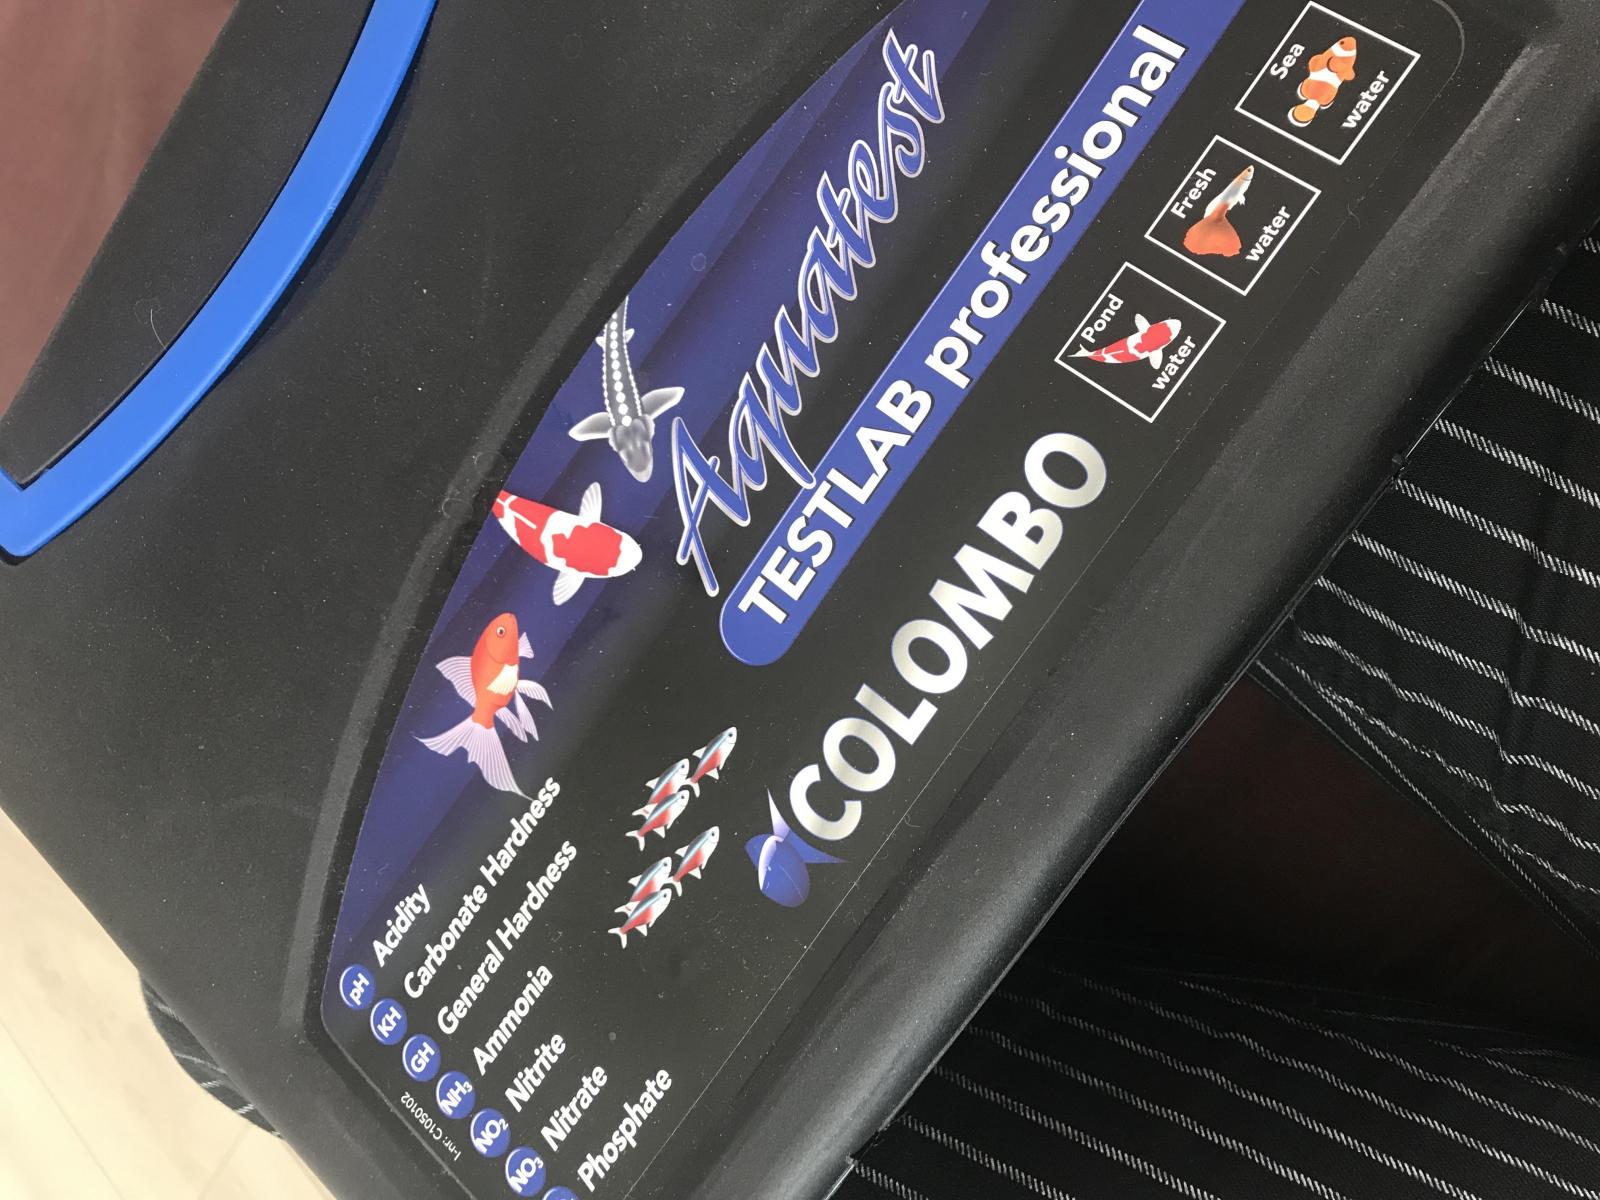 Aquatest
TESTLAB professional
COLOMBO
Pond
water
Fresh
water
Sea
water
pH Acidity
KH Carbonate Hardness
GH General Hardness
NH₃ Ammonia
NO₂ Nitrite
NO₃ Nitrate
Phosphate
I-nr: C1050102